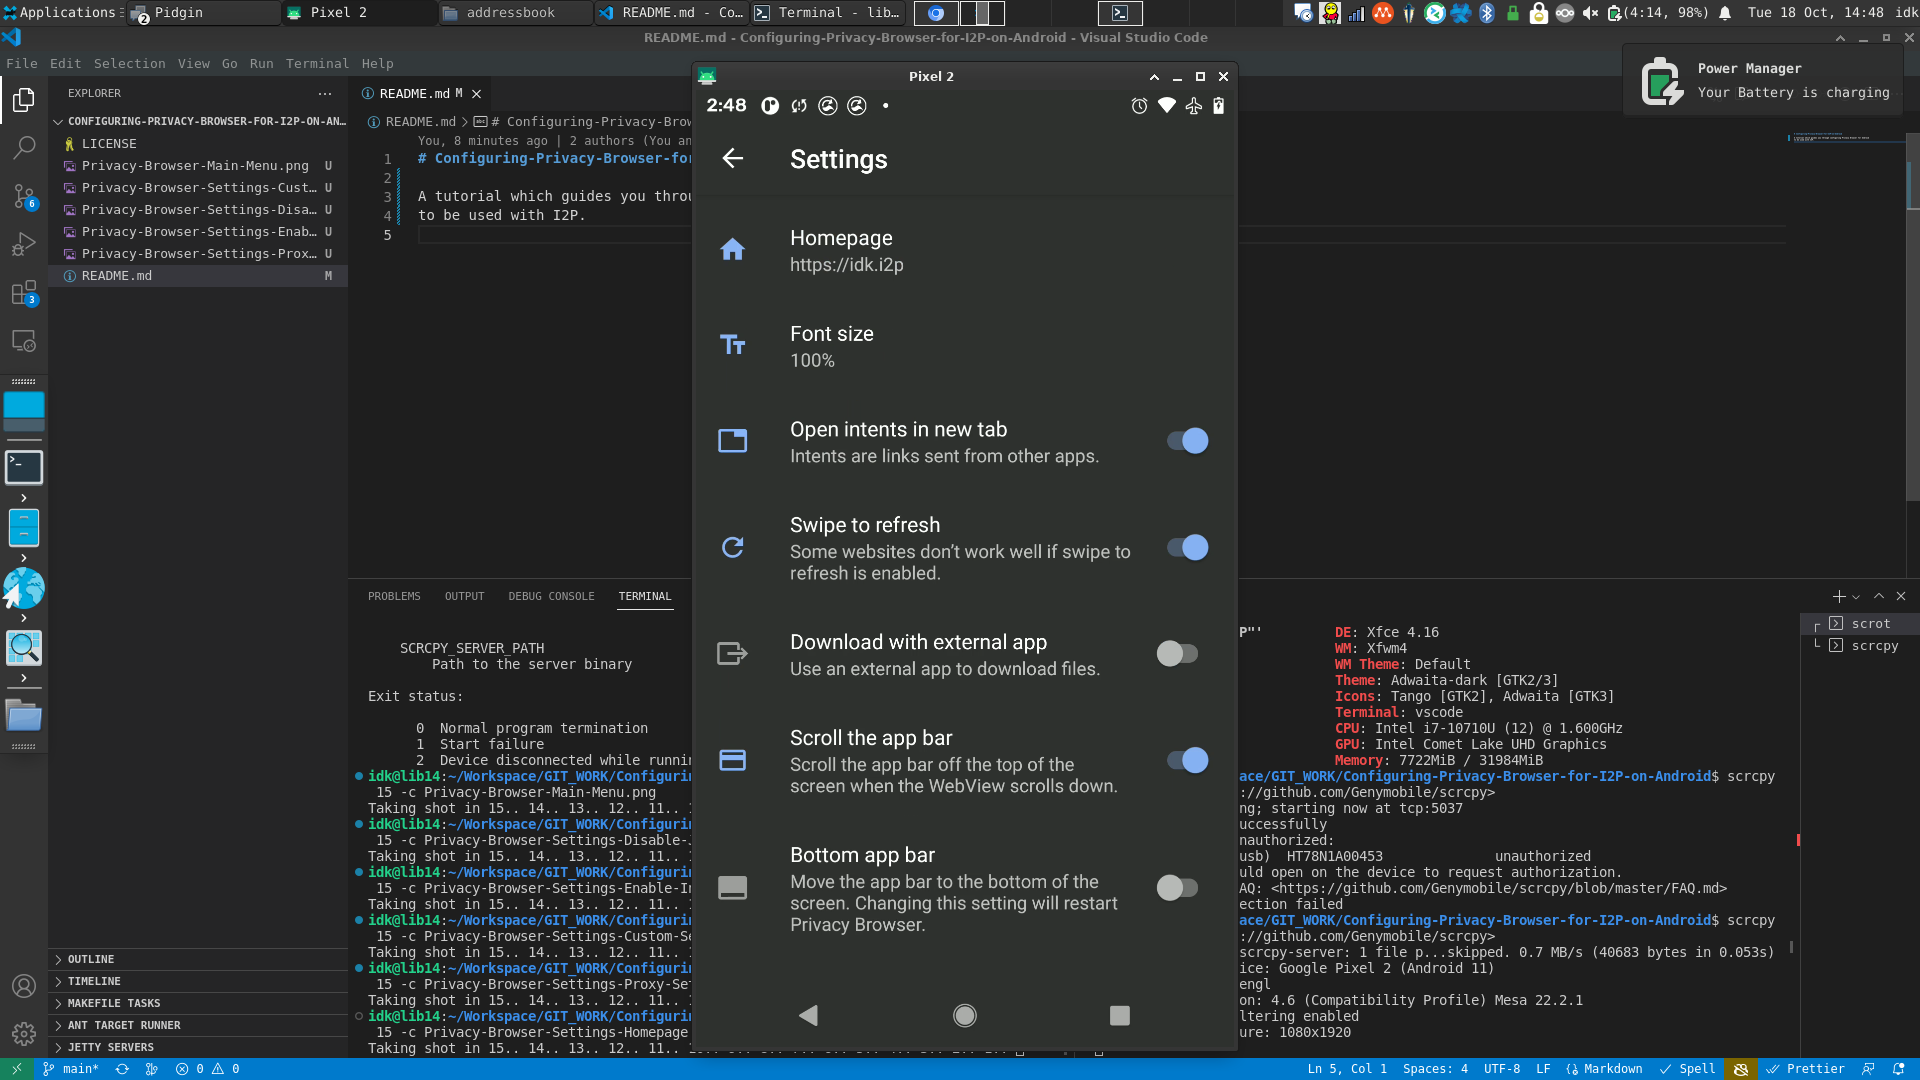 Applications
2 Pidgin
Pixel 2
addressbook
README.md - Co...
Terminal - lib...
(4:14, 98%)
Tue 18 Oct, 14:48 idk
README.md - Configuring-Privacy-Browser-for-I2P-on-Android - Visual Studio Code
File Edit Selection View Go Run Terminal Help
Power Manager
Your Battery is charging
EXPLORER
CONFIGURING-PRIVACY-BROWSER-FOR-I2P-ON-AN...
LICENSE
Privacy-Browser-Main-Menu.png U
Privacy-Browser-Settings-Cust... U
Privacy-Browser-Settings-Disa... U
Privacy-Browser-Settings-Enab... U
Privacy-Browser-Settings-Prox... U
README.md M
6
3
OUTLINE
TIMELINE
MAKEFILE TASKS
ANT TARGET RUNNER
JETTY SERVERS
README.md M
README.md > # Configuring-Privacy-Brow
You, 8 minutes ago | 2 authors (You an
1 # Configuring-Privacy-Browser-fo
2
3 A tutorial which guides you throu
4 to be used with I2P.
5
Pixel 2
2:48
Settings
Homepage
https://idk.i2p
Font size
100%
Open intents in new tab
Intents are links sent from other apps.
Swipe to refresh
Some websites don’t work well if swipe to
refresh is enabled.
Download with external app
Use an external app to download files.
Scroll the app bar
Scroll the app bar off the top of the
screen when the WebView scrolls down.
Bottom app bar
Move the app bar to the bottom of the
screen. Changing this setting will restart
Privacy Browser.
PROBLEMS OUTPUT DEBUG CONSOLE TERMINAL
SCRCPY_SERVER_PATH
Path to the server binary
Exit status:
0 Normal program termination
1 Start failure
2 Device disconnected while runnin
idk@lib14:~/Workspace/GIT_WORK/Configurin
15 -c Privacy-Browser-Main-Menu.png
Taking shot in 15.. 14.. 13.. 12.. 11..
idk@lib14:~/Workspace/GIT_WORK/Configurin
15 -c Privacy-Browser-Settings-Disable-
Taking shot in 15.. 14.. 13.. 12.. 11..
idk@lib14:~/Workspace/GIT_WORK/Configurin
15 -c Privacy-Browser-Settings-Enable-I
Taking shot in 15.. 14.. 13.. 12.. 11..
idk@lib14:~/Workspace/GIT_WORK/Configurin
15 -c Privacy-Browser-Settings-Custom-Se
Taking shot in 15.. 14.. 13.. 12.. 11..
idk@lib14:~/Workspace/GIT_WORK/Configurin
15 -c Privacy-Browser-Settings-Proxy-Set
Taking shot in 15.. 14.. 13.. 12.. 11..
idk@lib14:~/Workspace/GIT_WORK/Configurin
15 -c Privacy-Browser-Settings-Homepage
Taking shot in 15.. 14.. 13.. 12.. 11..
P"'
DE: Xfce 4.16
WM: Xfwm4
WM Theme: Default
Theme: Adwaita-dark [GTK2/3]
Icons: Tango [GTK2], Adwaita [GTK3]
Terminal: vscode
CPU: Intel i7-10710U (12) @ 1.600GHz
GPU: Intel Comet Lake UHD Graphics
Memory: 7722MiB / 31984MiB
ace/GIT_WORK/Configuring-Privacy-Browser-for-I2P-on-Android$ scrcpy
://github.com/Genymobile/scrcpy>
ng; starting now at tcp:5037
uccessfully
nauthorized:
usb) HT78N1A00453 unauthorized
uld open on the device to request authorization.
AQ: <https://github.com/Genymobile/scrcpy/blob/master/FAQ.md>
ection failed
ace/GIT_WORK/Configuring-Privacy-Browser-for-I2P-on-Android$ scrcpy
://github.com/Genymobile/scrcpy>
scrcpy-server: 1 file p...skipped. 0.7 MB/s (40683 bytes in 0.053s)
ice: Google Pixel 2 (Android 11)
engl
on: 4.6 (Compatibility Profile) Mesa 22.2.1
ltering enabled
ure: 1080x1920
scrot
scrcpy
main* 0 0
Ln 5, Col 1 Spaces: 4 UTF-8 LF Markdown Spell Prettier